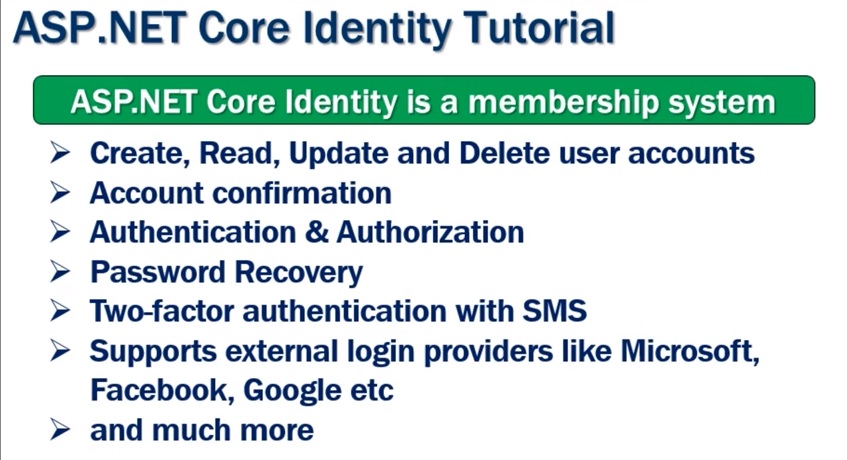 ASP.NET Core Identity Tutorial
ASP.NET Core Identity is a membership system
Create, Read, Update and Delete user accounts
Account confirmation
Authentication & Authorization
Password Recovery
Two-factor authentication with SMS
Supports external login providers like Microsoft,
Facebook, Google etc
and much more